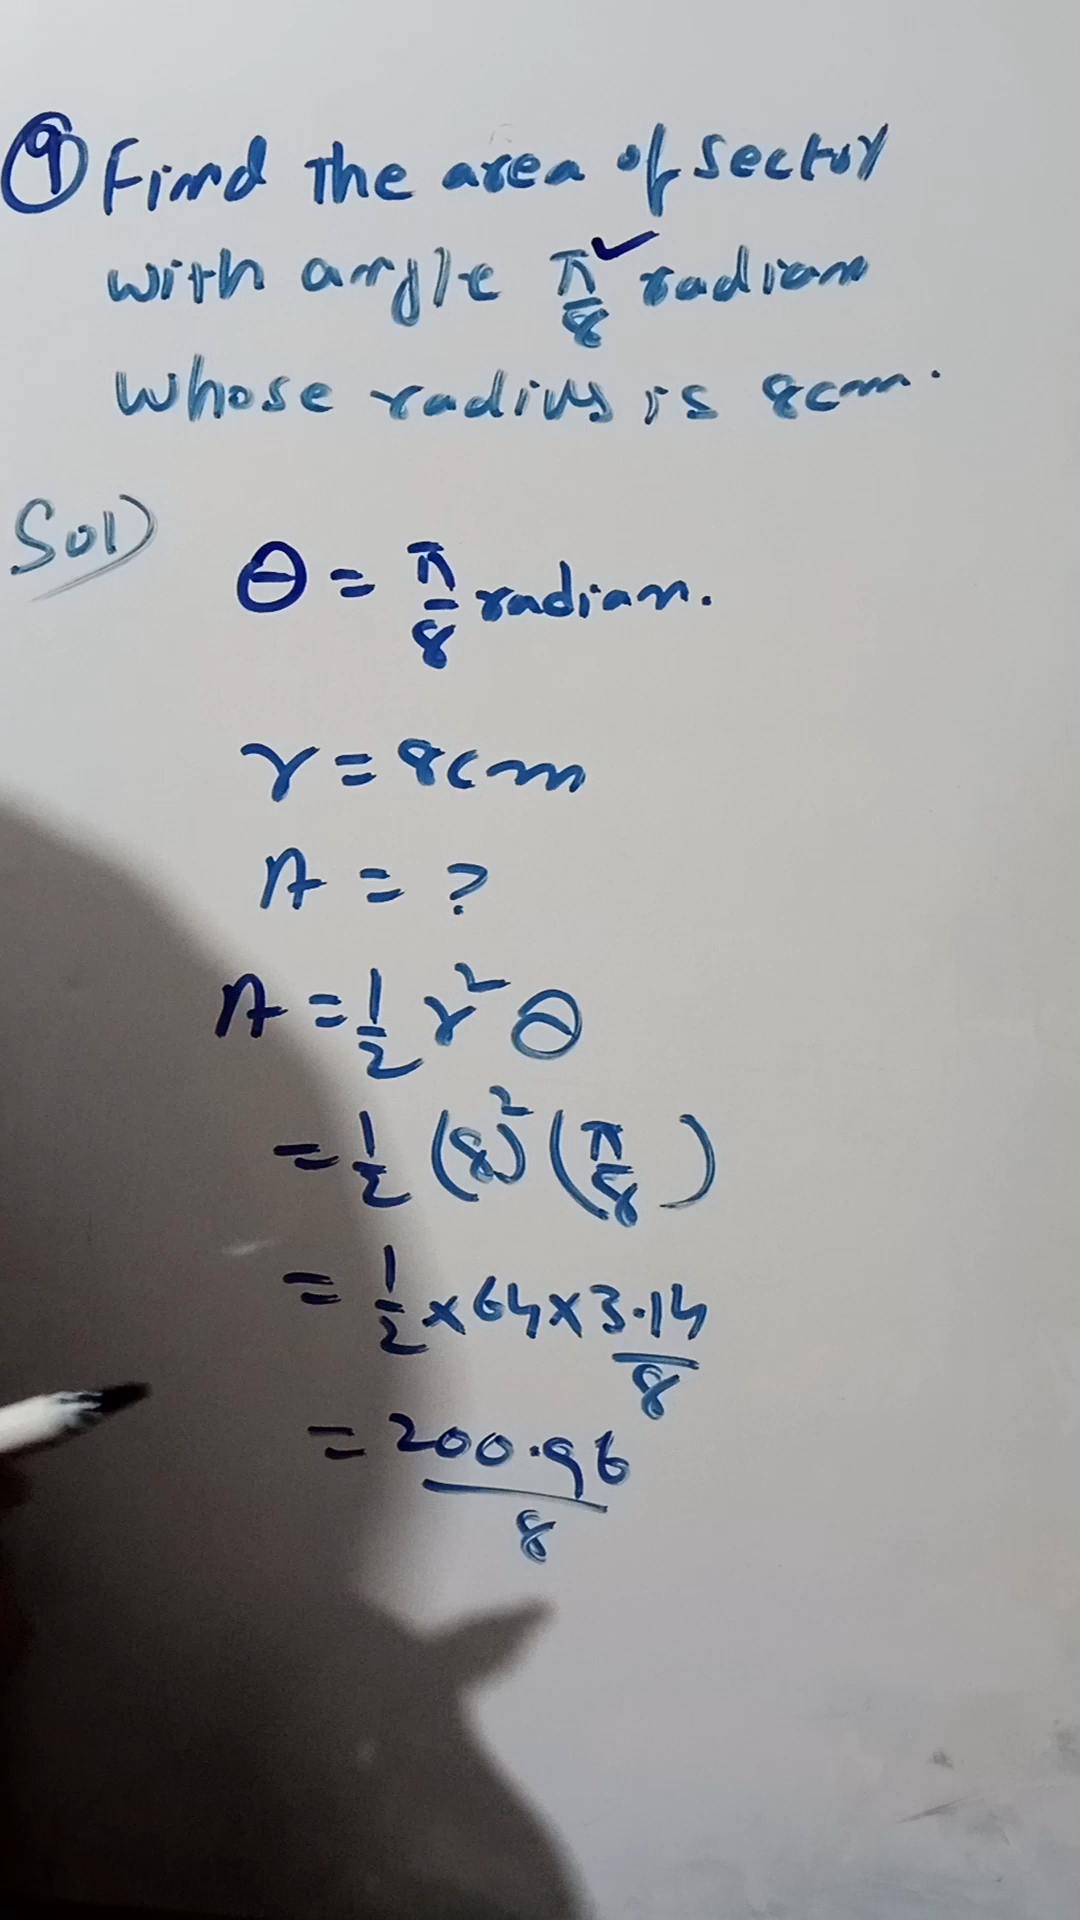 9 Find the area of sector
with angle π/8 radian
whose radius is 8cm.
Sol)
θ = π/8 radian.
r = 8cm
A = ?
A = 1/2 r² θ
= 1/2 (8)² (π/8)
= 1/2 × 64 × 3.14/8
= 200.96/8